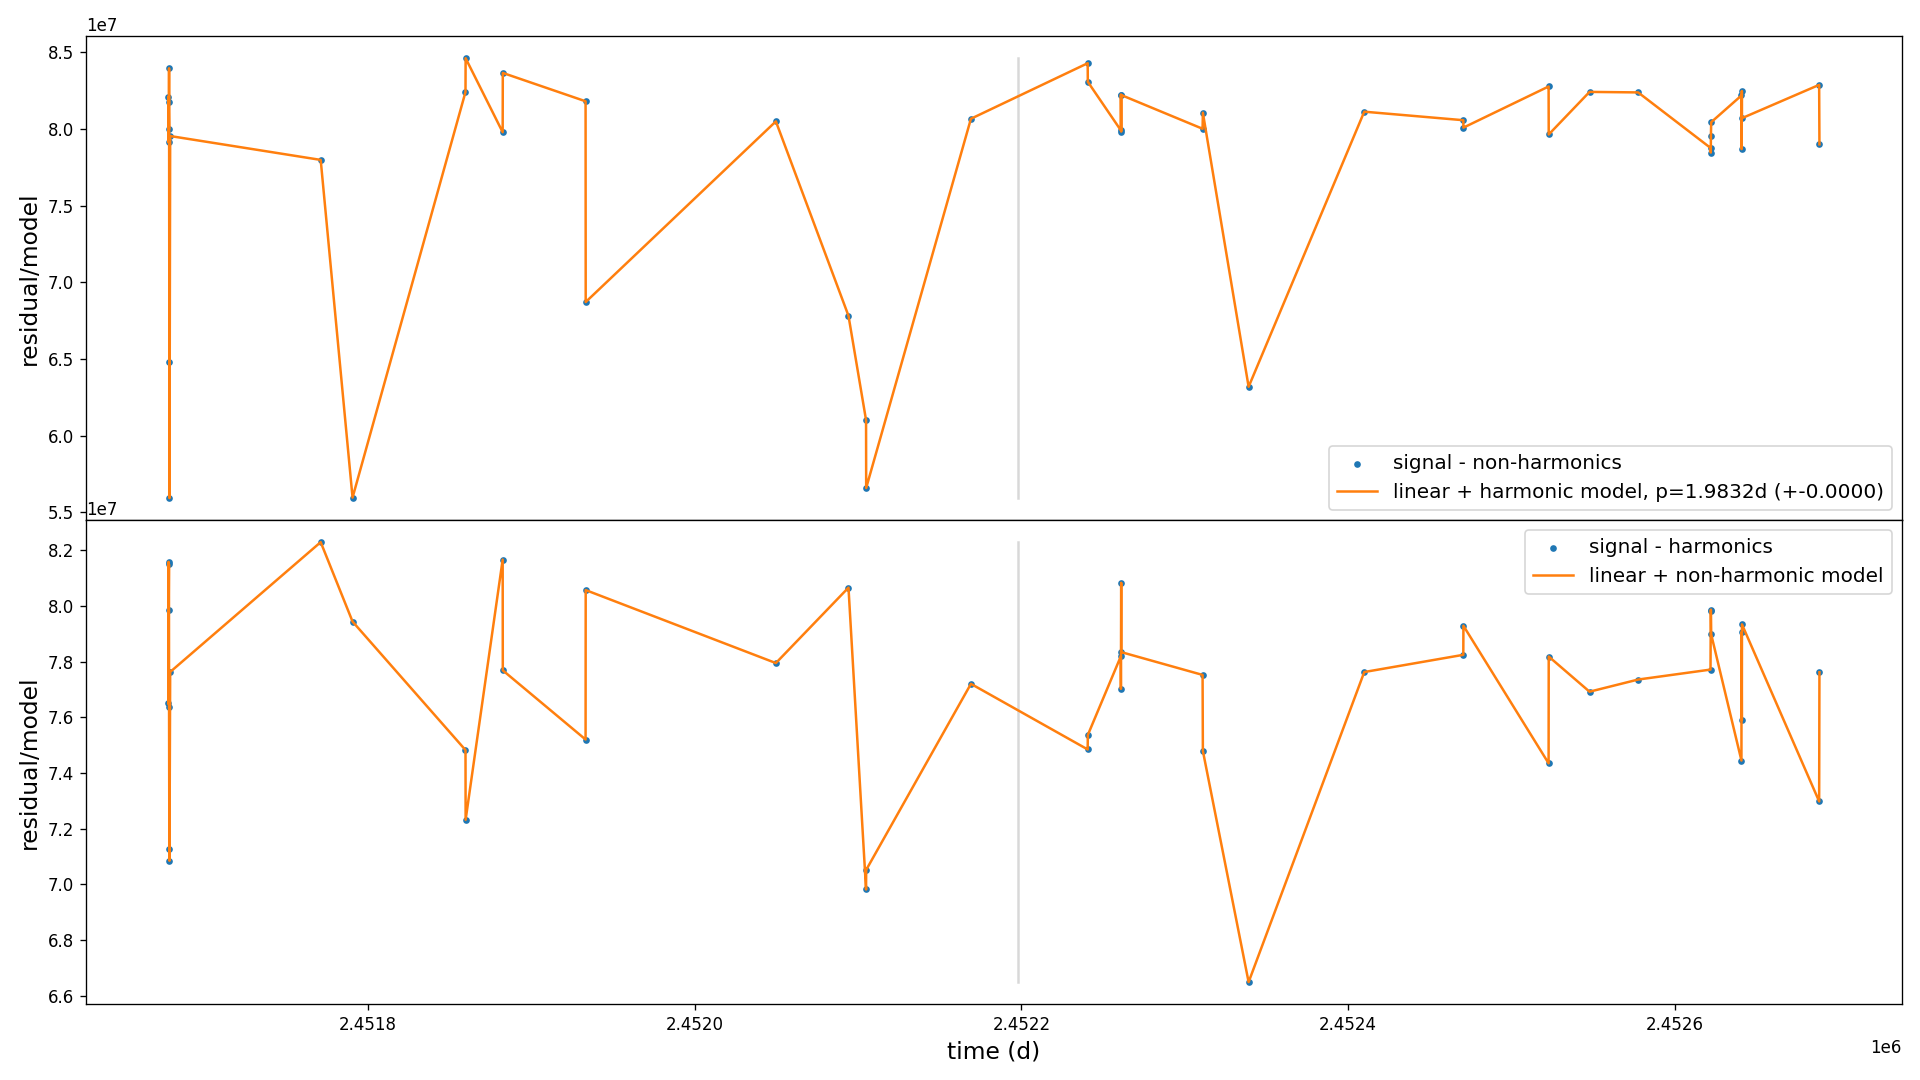 1e7
8.5
8.0
7.5
7.0
6.5
6.0
5.5
residual/model
signal - non-harmonics
linear + harmonic model, p=1.9832d (+-0.0000)
1e7
8.2
8.0
7.8
7.6
7.4
7.2
7.0
6.8
6.6
residual/model
signal - harmonics
linear + non-harmonic model
2.4518 2.4520 2.4522 2.4524 2.4526
1e6
time (d)